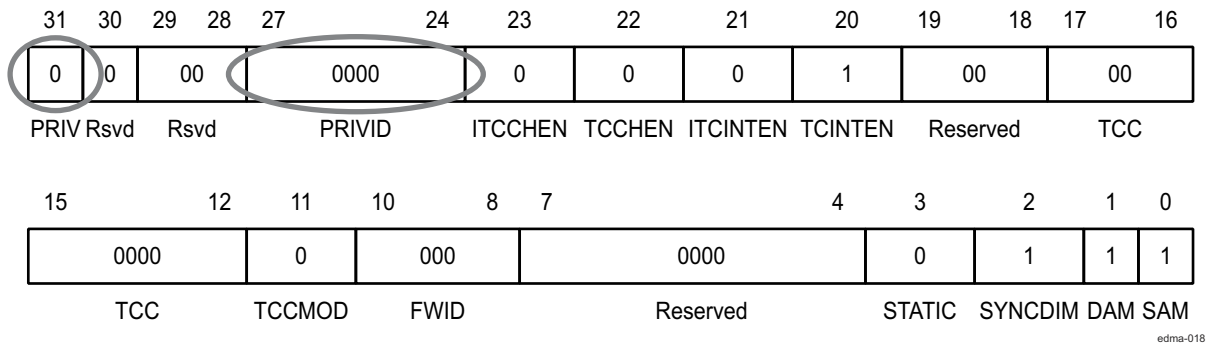 31 30 29 28 27 24 23 22 21 20 19 18 17 16
0 0 00 0000 0 0 0 1 00 00
PRIV Rsvd Rsvd PRIVID ITCCHEN TCCHEN ITCINTEN TCINTEN Reserved TCC
15 12 11 10 8 7 4 3 2 1 0
0000 0 000 0000 0 1 1 1
TCC TCCMOD FWID Reserved STATIC SYNCDIM DAM SAM
edma-018